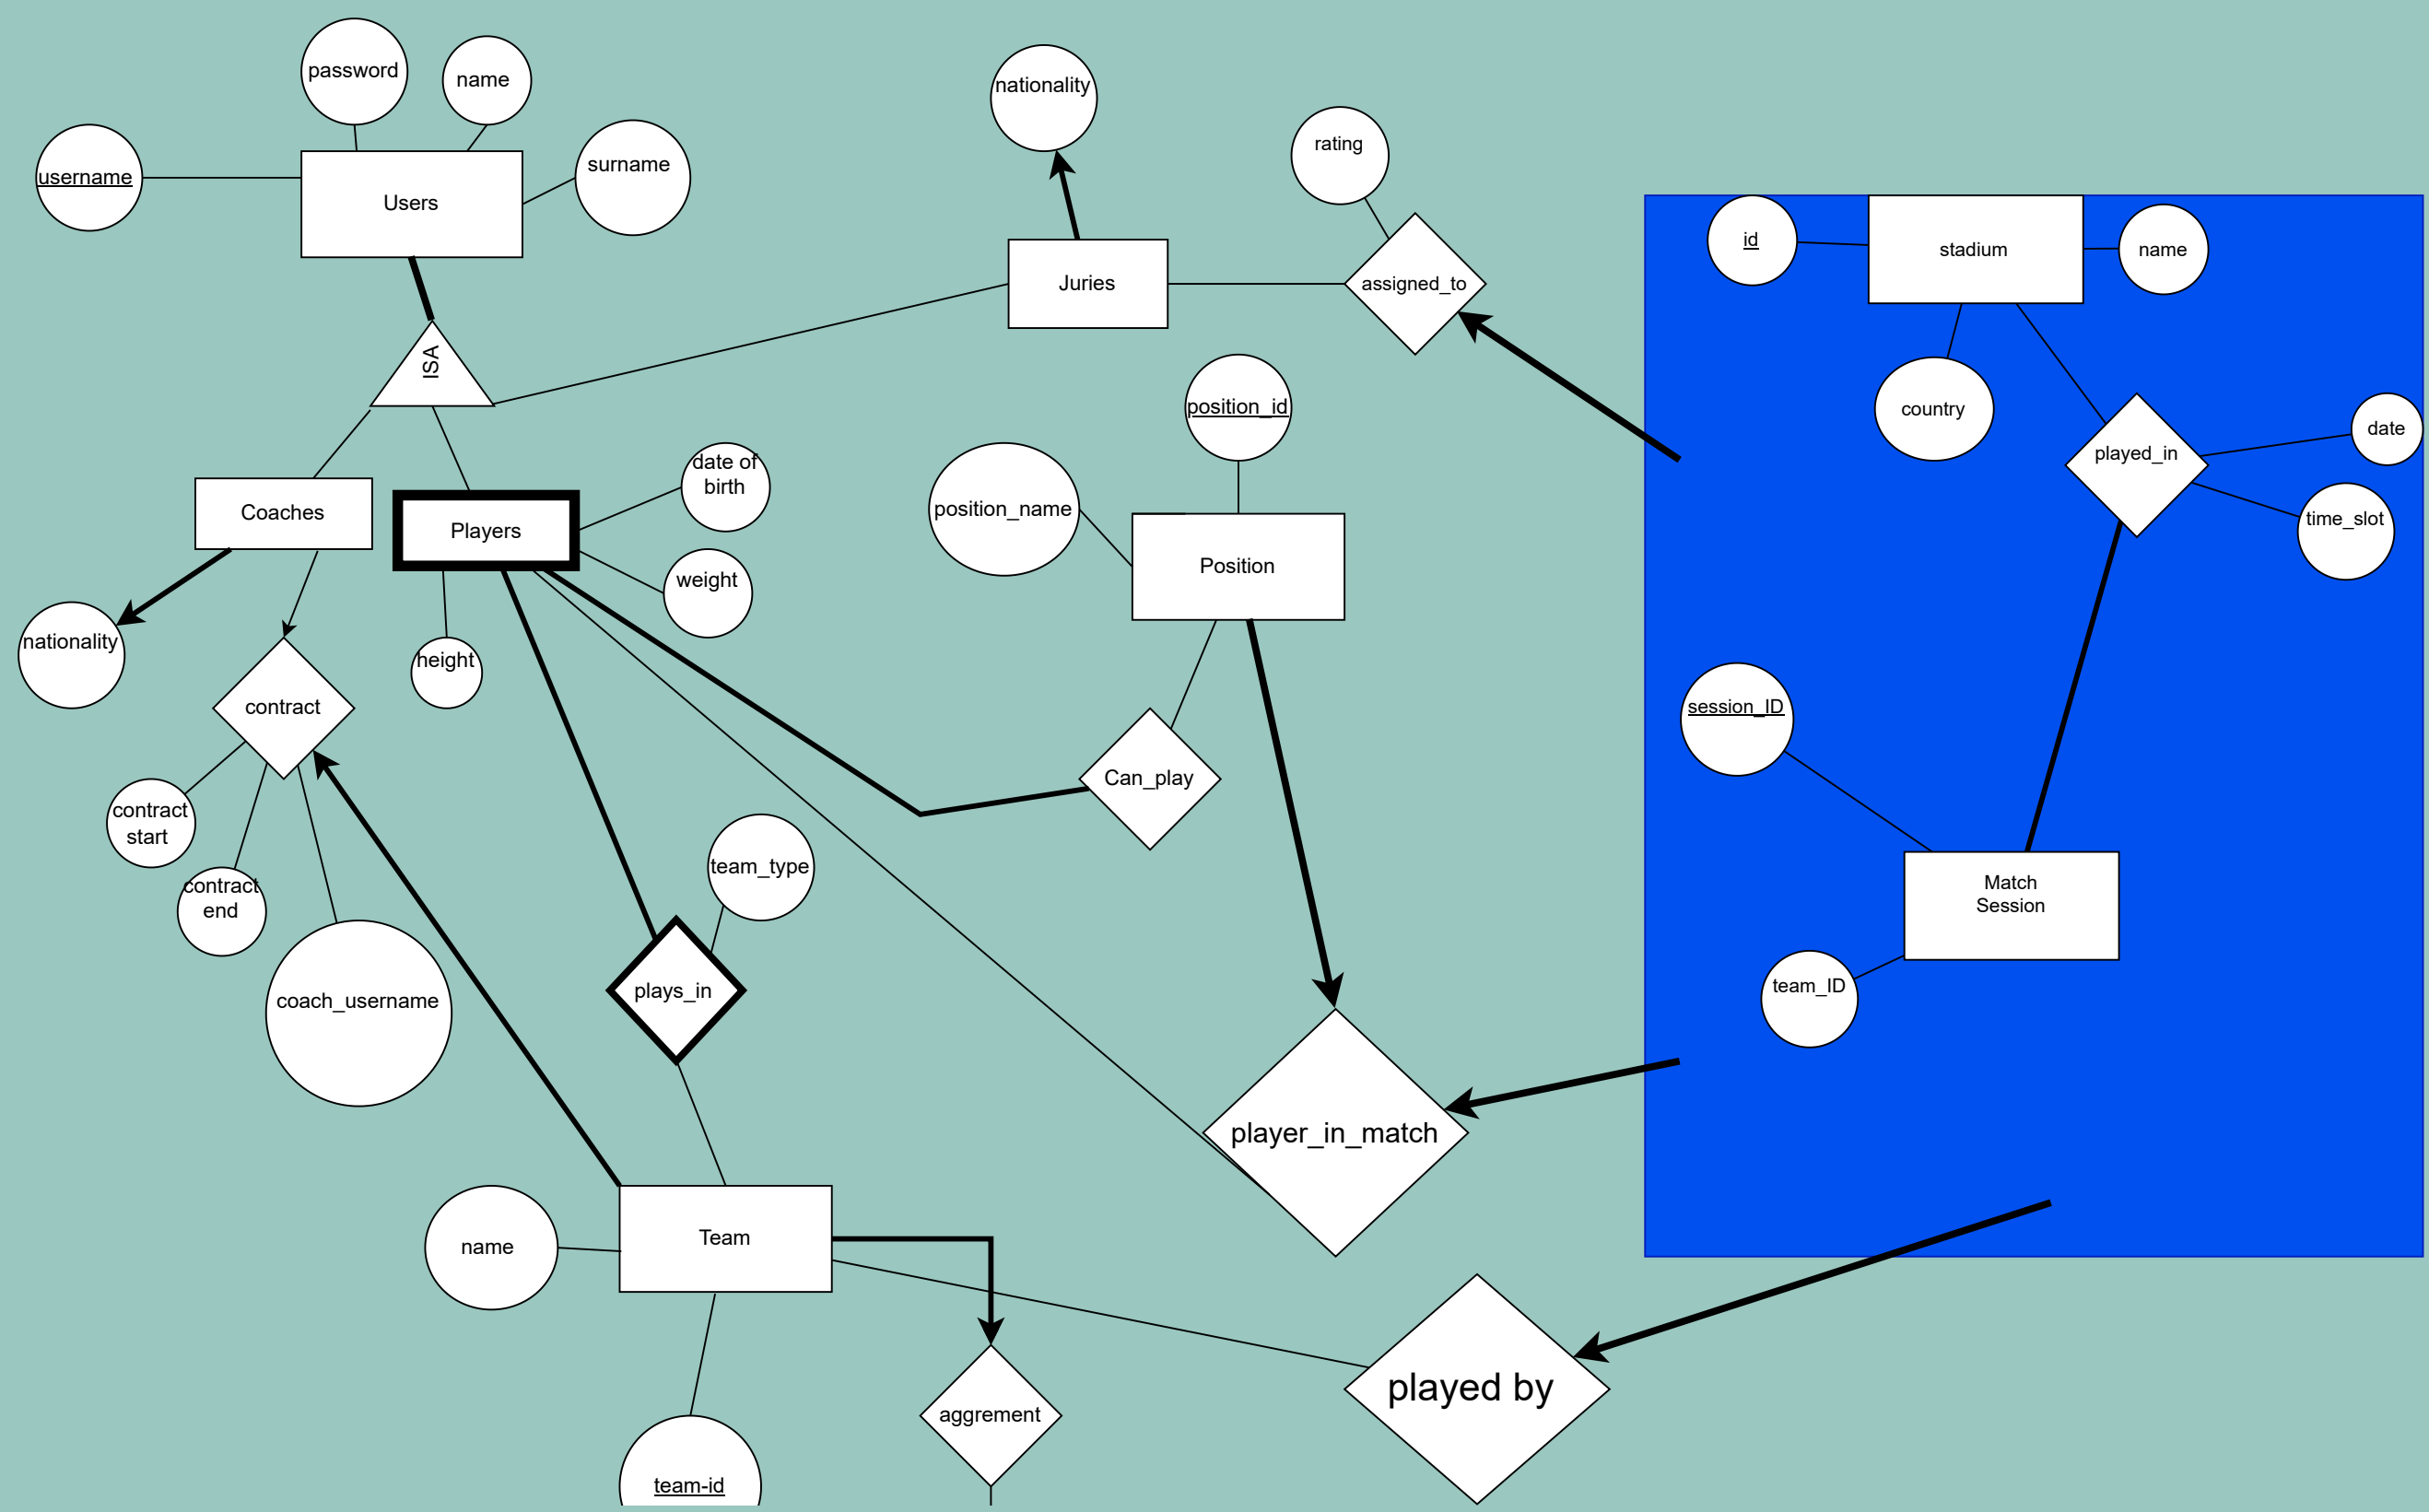 password
name
username
surname
Users
nationality
rating
Juries
assigned_to
id
stadium
name
country
played_in
date
time_slot
ISA
position_id
position_name
Position
Coaches
Players
date of
birth
weight
height
nationality
contract
contract
start
contract
end
coach_username
Can_play
team_type
plays_in
session_ID
Match
Session
team_ID
player_in_match
name
Team
team-id
aggrement
played by